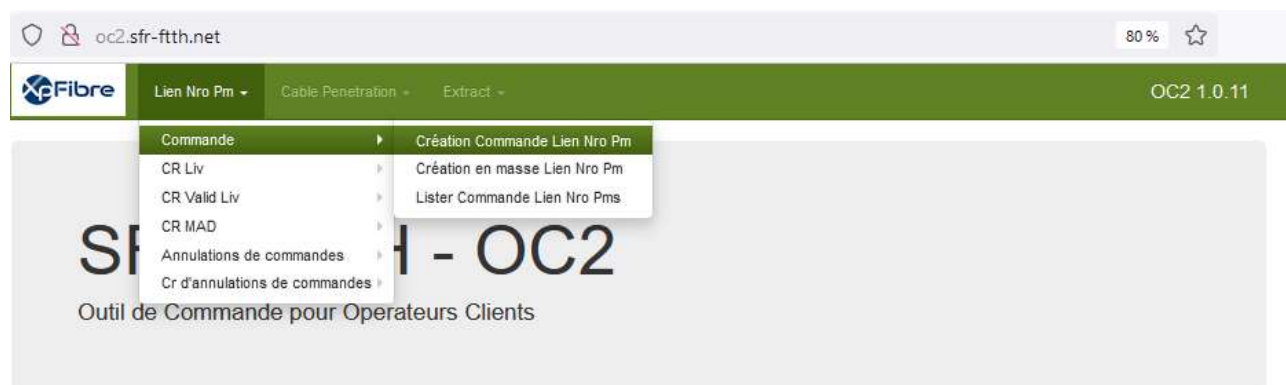 oc2.sfr-ftth.net 80 %
XpFibre Lien Nro Pm Cable Penetration Extract OC2 1.0.11
Commande Création Commande Lien Nro Pm
CR Liv Création en masse Lien Nro Pm
CR Valid Liv Lister Commande Lien Nro Pms
CR MAD
- OC2
Annulations de commandes
Cr d'annulations de commandes
Outil de Commande pour Operateurs Clients